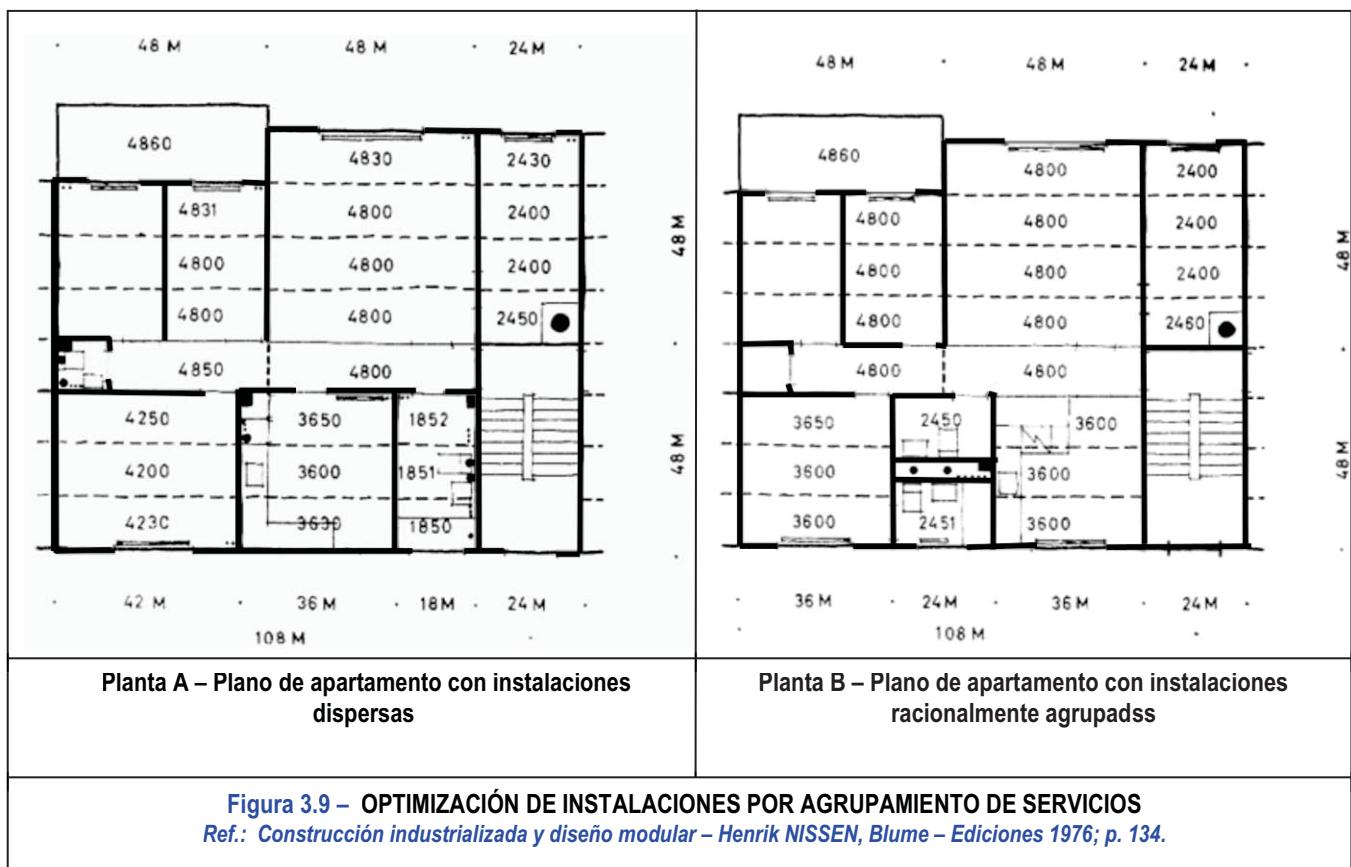 48 M 48 M 24 M
4860
4830 2430
4831 4800 2400
4800 4800 2400
4800 4800 2450
4850 4800
4250 3650 1852
4200 3600 1851
4230 3630 1850
48 M
48 M
42 M 36 M 18 M 24 M
108 M
48 M 48 M 24 M
4860
4800 2400
4800 4800 2400
4800 4800 2400
4800 4800 2460
4800 4800
3650 2450 3600
3600 3600
3600 2451 3600
48 M
48 M
36 M 24 M 36 M 24 M
108 M
Planta A – Plano de apartamento con instalaciones
dispersas
Planta B – Plano de apartamento con instalaciones
racionalmente agrupadss
Figura 3.9 – OPTIMIZACIÓN DE INSTALACIONES POR AGRUPAMIENTO DE SERVICIOS
Ref.: Construcción industrializada y diseño modular – Henrik NISSEN, Blume – Ediciones 1976; p. 134.